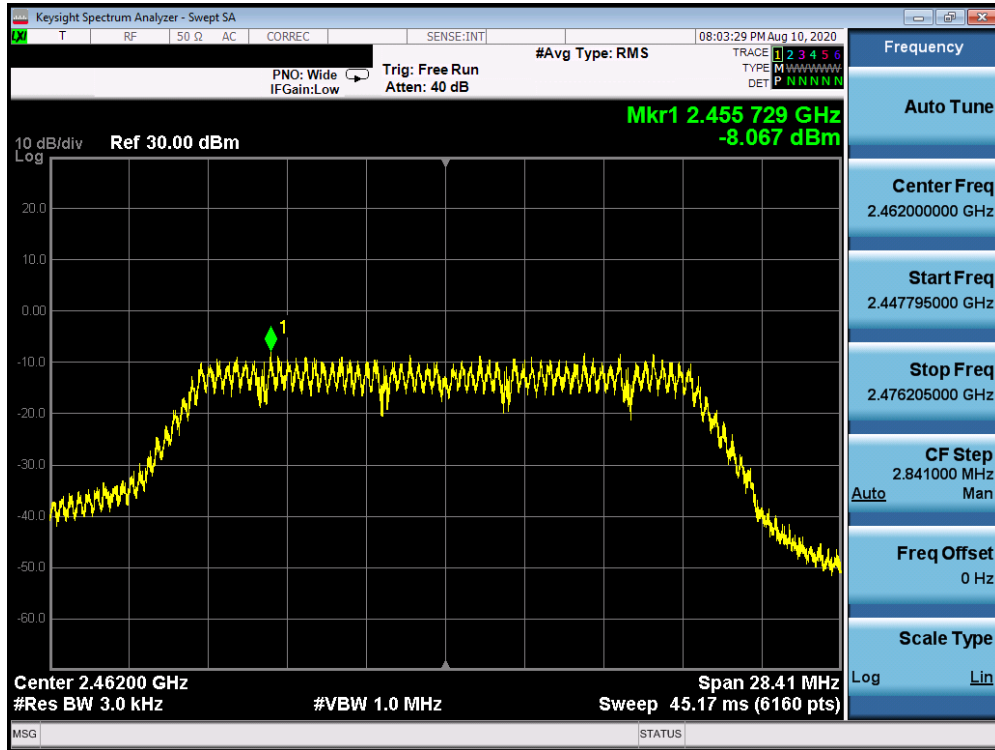 Keysight Spectrum Analyzer - Swept SA
LXI T RF 50 Ω AC CORREC SENSE:INT 08:03:29 PM Aug 10, 2020
#Avg Type: RMS
TRACE 1 2 3 4 5 6
PNO: Wide Trig: Free Run
TYPE M W W W W W
IFGain:Low Atten: 40 dB
DET P N N N N N
Mkr1 2.455 729 GHz
-8.067 dBm
10 dB/div Ref 30.00 dBm
Log
20.0
10.0
0.00
1
-10.0
-20.0
-30.0
-40.0
-50.0
-60.0
Center 2.46200 GHz Span 28.41 MHz
#Res BW 3.0 kHz #VBW 1.0 MHz Sweep 45.17 ms (6160 pts)
MSG STATUS
Frequency
Auto Tune
Center Freq
2.462000000 GHz
Start Freq
2.447795000 GHz
Stop Freq
2.476205000 GHz
CF Step
2.841000 MHz
Auto Man
Freq Offset
0 Hz
Scale Type
Log Lin